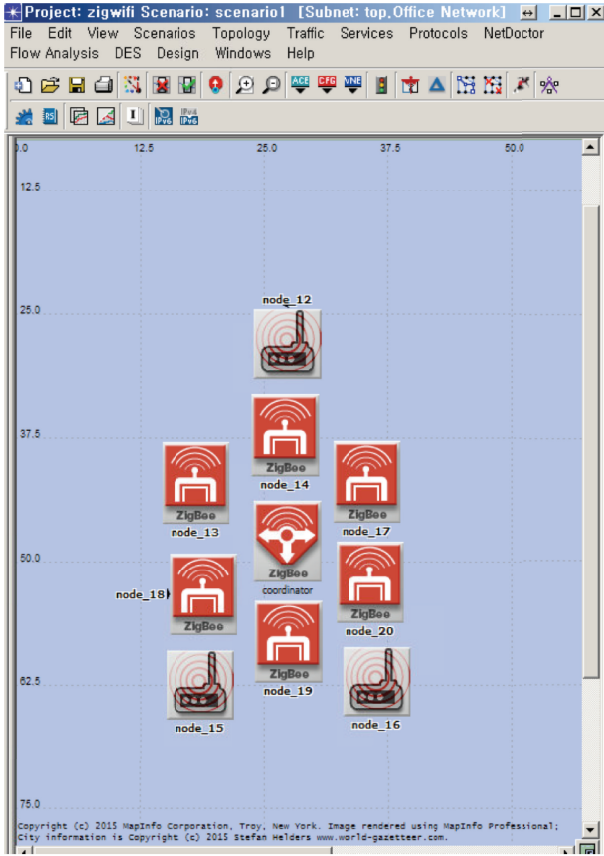 Project: zigwifi Scenario: scenario1 [Subnet: top.Office Network]
File Edit View Scenarios Topology Traffic Services Protocols NetDoctor
Flow Analysis DES Design Windows Help
ACE CFG VNE
RS IPV6 IPv4 IPV6
0.0 12.5 25.0 37.5 50.0
12.5
node_12
25.0
37.5
ZigBee
node_14
ZigBee
node_13
ZigBee
node_17
50.0
ZigBee
coordinator
node_18
ZigBee
ZigBee
node_20
ZigBee
node_19
62.5
node_15
node_16
75.0
Copyright (c) 2015 MapInfo Corporation, Troy, New York. Image rendered using MapInfo Professional;
City information is Copyright (c) 2015 Stefan Helders www.world-gazetteer.com.